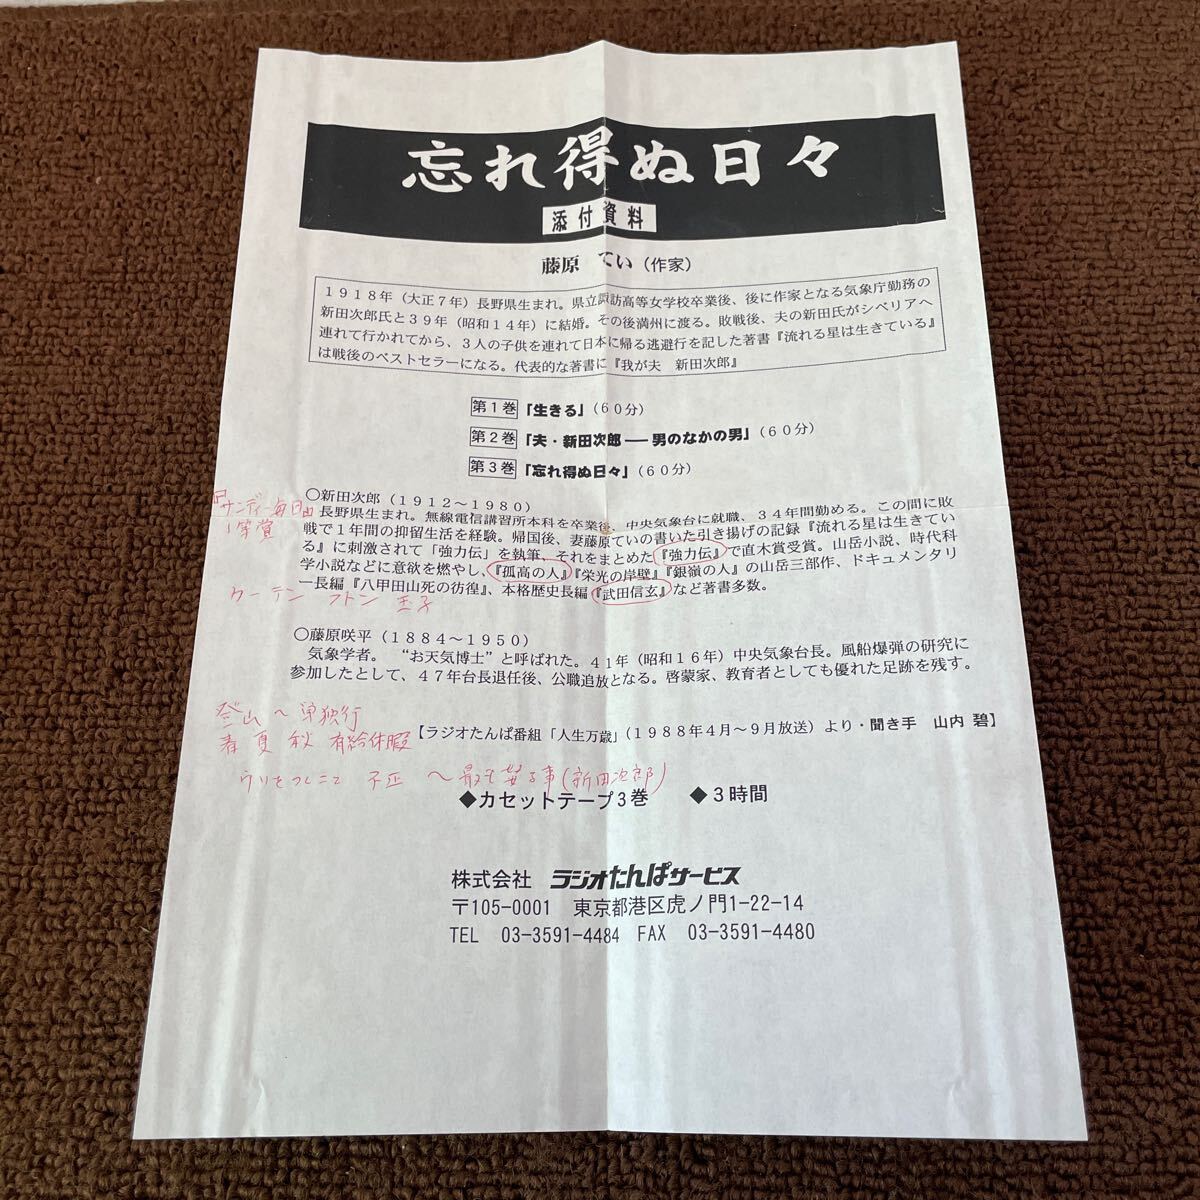 忘れ得ぬ日々
添付資料
藤原 てい（作家）
１９１８年（大正７年）長野県生まれ。県立諏訪高等女学校卒業後、後に作家となる気象庁勤務の
新田次郎氏と３９年（昭和１４年）に結婚。その後満州に渡る。敗戦後、夫の新田氏がシベリアへ
連れて行かれてから、３人の子供を連れて日本に帰る逃避行を記した著書『流れる星は生きている』
は戦後のベストセラーになる。代表的な著書に『我が夫　新田次郎』
第１巻「生きる」（６０分）
第２巻「夫・新田次郎――男のなかの男」（６０分）
第３巻「忘れ得ぬ日々」（６０分）
○新田次郎（１９１２～１９８０）
サンデー毎日
１等賞
長野県生まれ。無線電信講習所本科を卒業後、中央気象台に就職、３４年間勤める。この間に敗
戦で１年間の抑留生活を経験。帰国後、妻藤原ていの書いた引き揚げの記録『流れる星は生きてい
る』に刺激されて「強力伝」を執筆、それをまとめた『強力伝』で直木賞受賞。山岳小説、時代科
学小説などに意欲を燃やし、『孤高の人』『栄光の岸壁』『銀嶺の人』の山岳三部作、ドキュメンタリ
ー長編『八甲田山死の彷徨』、本格歴史長編『武田信玄』など著書多数。
カーテン フトン
○藤原咲平（１８８４～１９５０）
気象学者。“お天気博士”と呼ばれた。４１年（昭和１６年）中央気象台長。風船爆弾の研究に
参加したとして、４７年台長退任後、公職追放となる。啓蒙家、教育者としても優れた足跡を残す。
登山～単独行
春 夏 秋 有給休暇
【ラジオたんぱ番組「人生万歳」（１９８８年４月～９月放送）より・聞き手　山内 碧】
（新田次郎）
◆カセットテープ３巻　◆３時間
株式会社 ラジオたんぱサービス
〒105-0001　東京都港区虎ノ門1-22-14
TEL 03-3591-4484 FAX 03-3591-4480